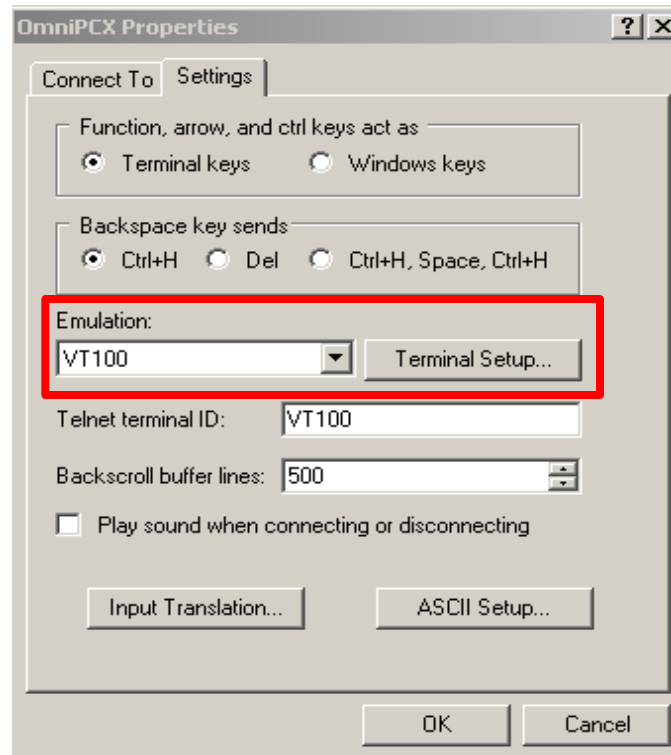 OmniPCX Properties
Connect To Settings
Function, arrow, and ctrl keys act as
Terminal keys Windows keys
Backspace key sends
Ctrl+H Del Ctrl+H, Space, Ctrl+H
Emulation:
VT100 Terminal Setup...
Telnet terminal ID: VT100
Backscroll buffer lines: 500
Play sound when connecting or disconnecting
Input Translation... ASCII Setup...
OK Cancel